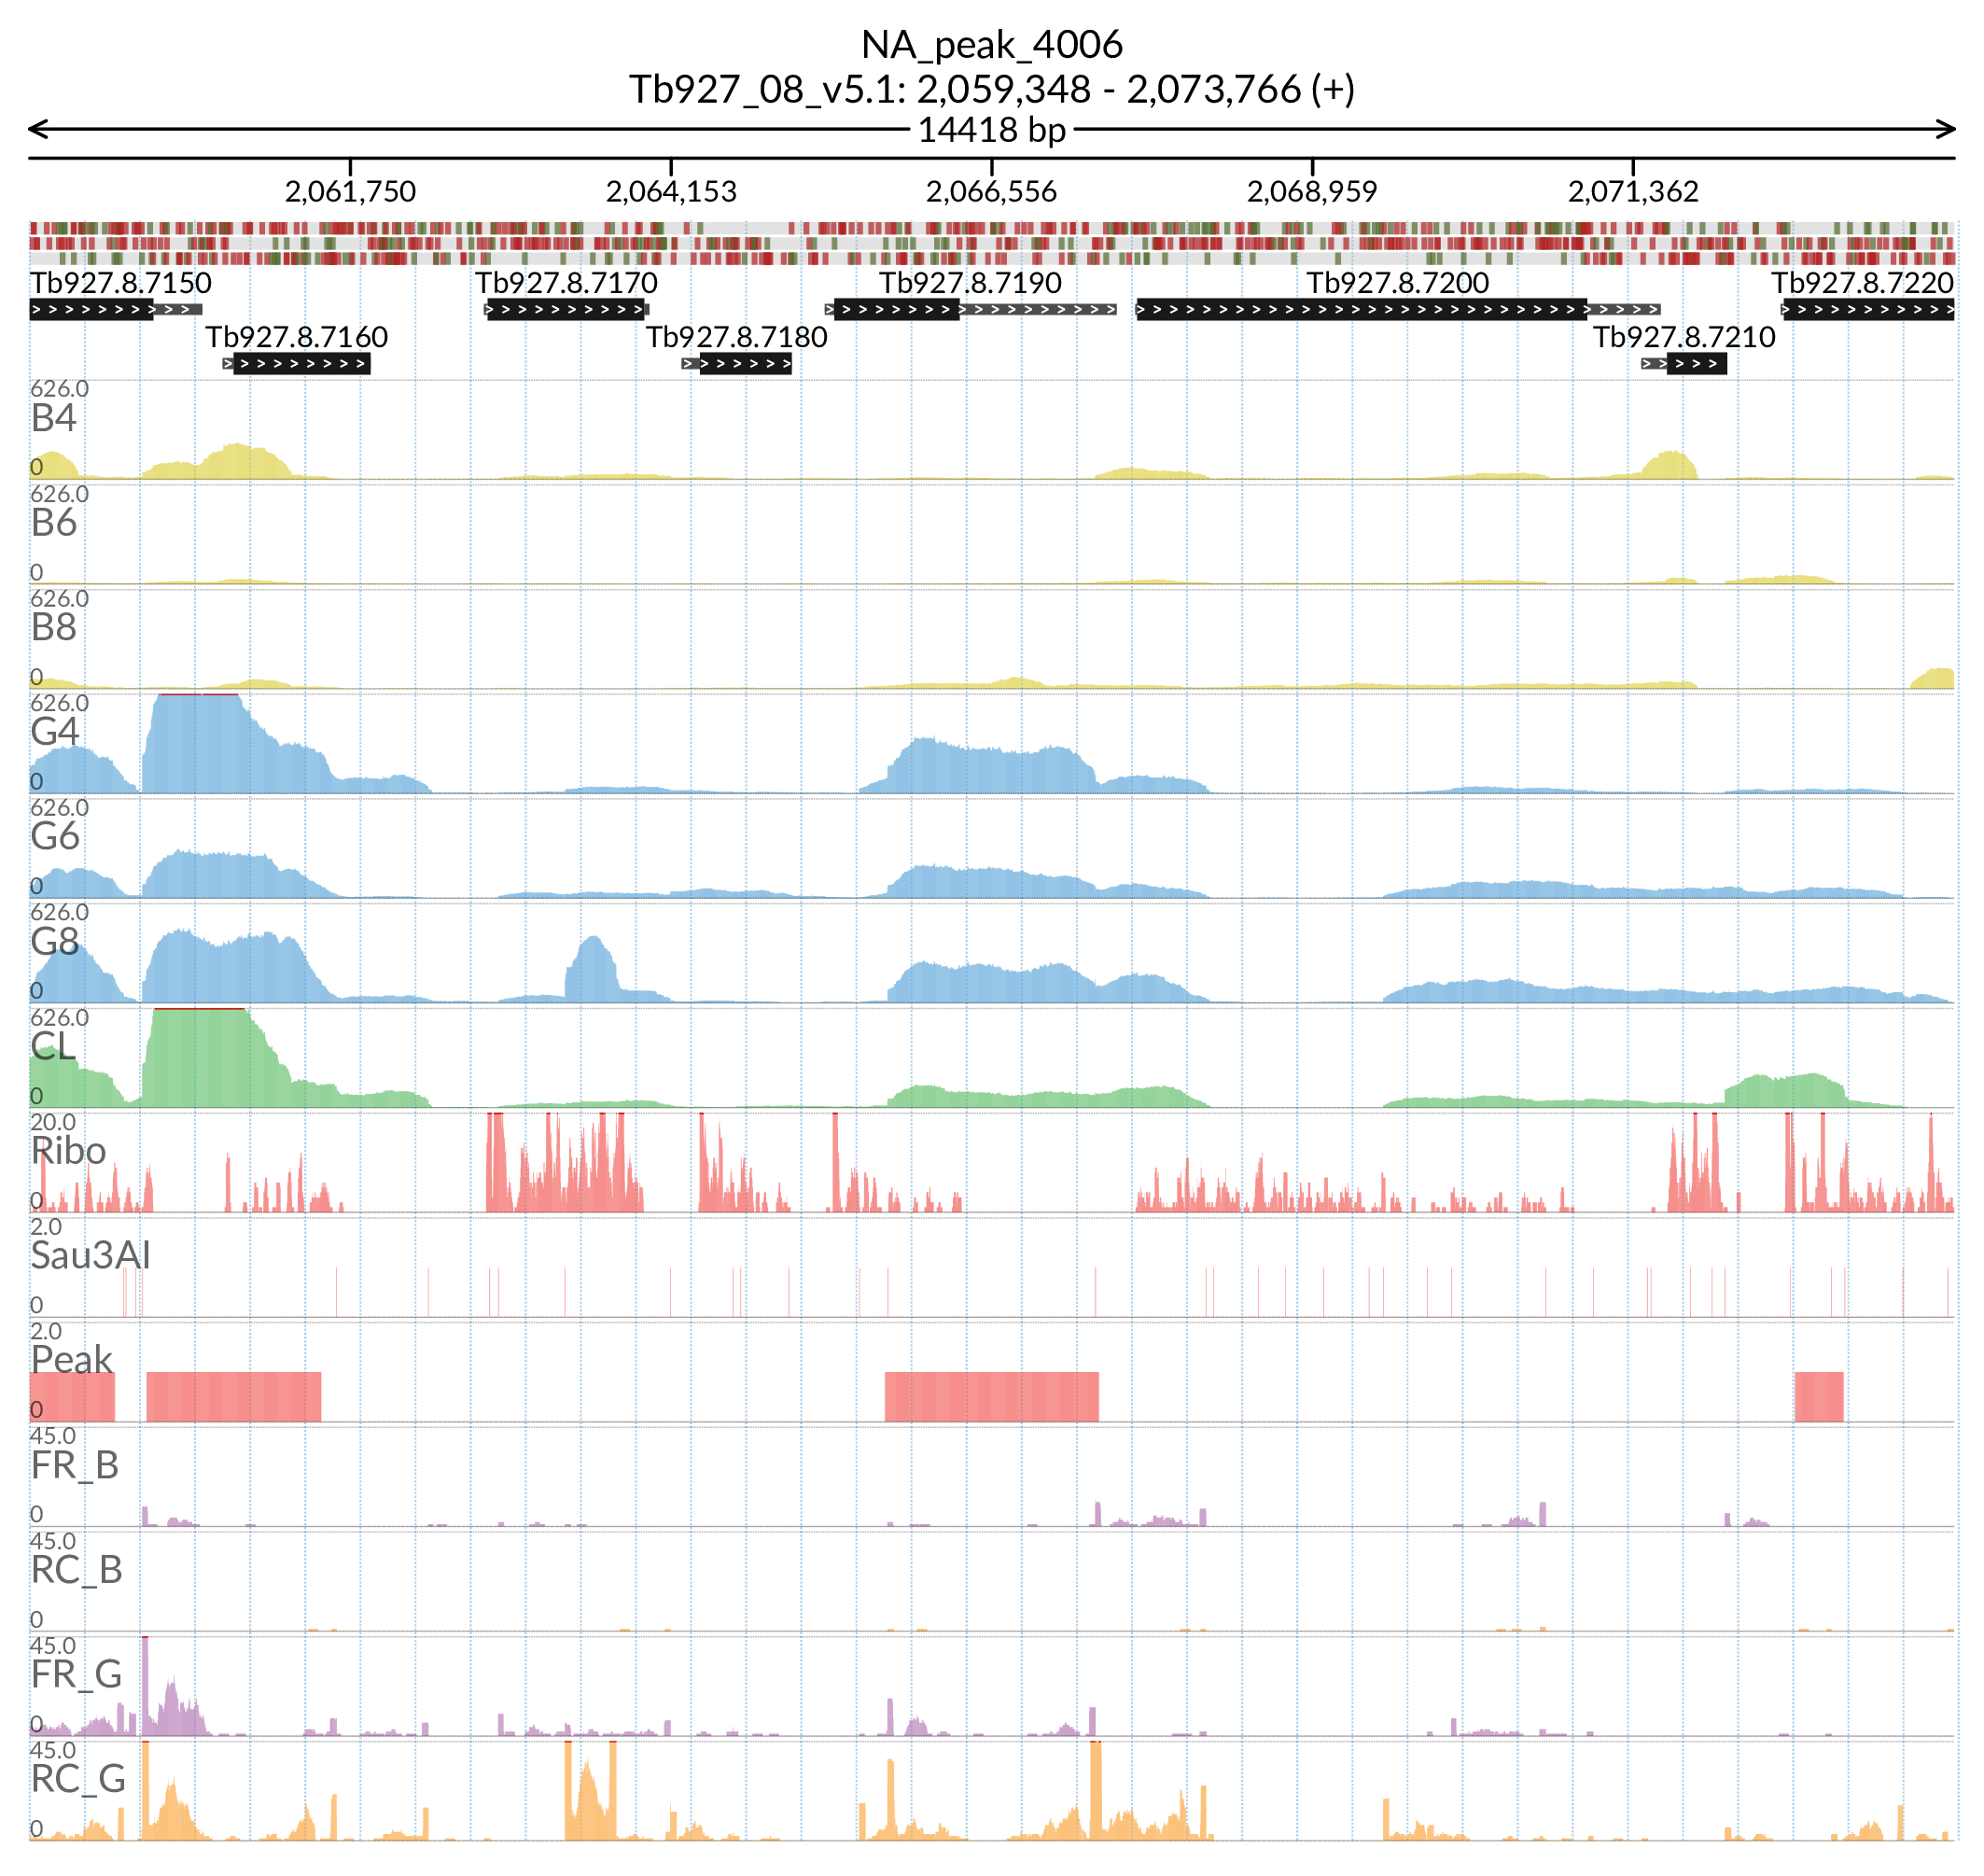 NA_peak_4006
Tb927_08_v5.1: 2,059,348 - 2,073,766 (+)
14418 bp
2,061,750 2,064,153 2,066,556 2,068,959 2,071,362
Tb927.8.7150 Tb927.8.7170 Tb927.8.7190 Tb927.8.7200 Tb927.8.7220
Tb927.8.7160 Tb927.8.7180 Tb927.8.7210
626.0
B4
0
626.0
B6
0
626.0
B8
0
626.0
G4
0
626.0
G6
0
626.0
G8
0
626.0
CL
0
20.0
Ribo
0
2.0
Sau3AI
0
2.0
Peak
0
45.0
FR_B
0
45.0
RC_B
0
45.0
FR_G
0
45.0
RC_G
0